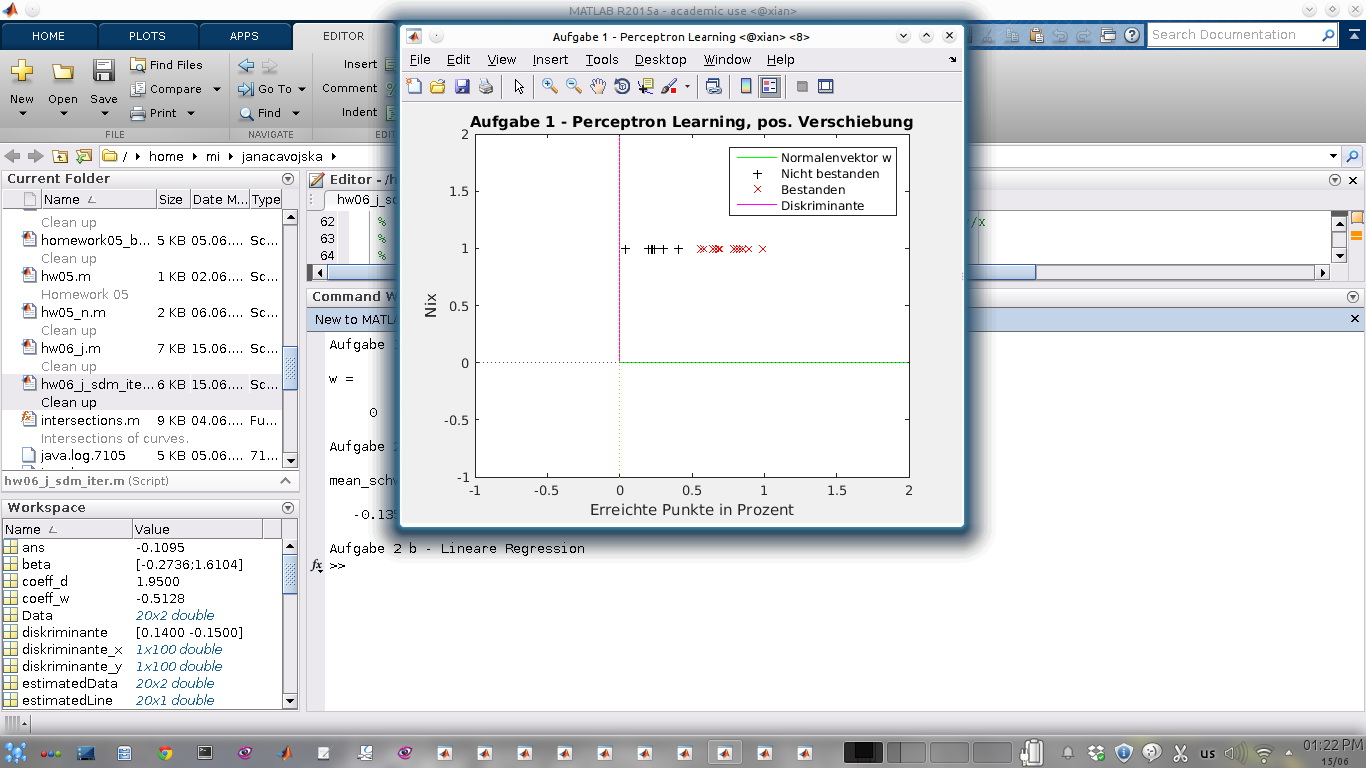 MATLAB R2015a - academic use <@xian>
HOME PLOTS APPS EDITOR
Search Documentation
New Open Save
Find Files
Compare
Print
Go To
Find
Insert
Comment
Indent
FILE NAVIGATE
/ home mi janacavojska
Current Folder
Name Size Date M... Type
Clean up
homework05_b... 5 KB 05.06.... Sc...
Clean up
hw05.m 1 KB 02.06.... Sc...
Homework 05
hw05_n.m 2 KB 06.06.... Sc...
Clean up
hw06_j.m 7 KB 15.06.... Sc...
Clean up
hw06_j_sdm_ite... 6 KB 15.06.... Sc...
Clean up
intersections.m 9 KB 04.06.... Fu...
Intersections of curves.
java.log.7105 5 KB 05.06.... 71...
hw06_j_sdm_iter.m (Script)
Workspace
Name Value
ans -0.1095
beta [-0.2736;1.6104]
coeff_d 1.9500
coeff_w -0.5128
Data 20x2 double
diskriminante [0.1400 -0.1500]
diskriminante_x 1x100 double
diskriminante_y 1x100 double
estimatedData 20x2 double
estimatedLine 20x1 double
Editor - /h
hw06_j_s
62 %
63 %
64 %
/x
Command W
New to MATL
Aufgabe
w =
0
Aufgabe
mean_schw
-0.13
Aufgabe 2 b - Lineare Regression
fx >>
Aufgabe 1 - Perceptron Learning <@xian> <8>
File Edit View Insert Tools Desktop Window Help
Aufgabe 1 - Perceptron Learning, pos. Verschiebung
Normalenvektor w
Nicht bestanden
Bestanden
Diskriminante
2
1.5
1
0.5
0
-0.5
-1
Nix
-1 -0.5 0 0.5 1 1.5 2
Erreichte Punkte in Prozent
us
01:22 PM
15/06